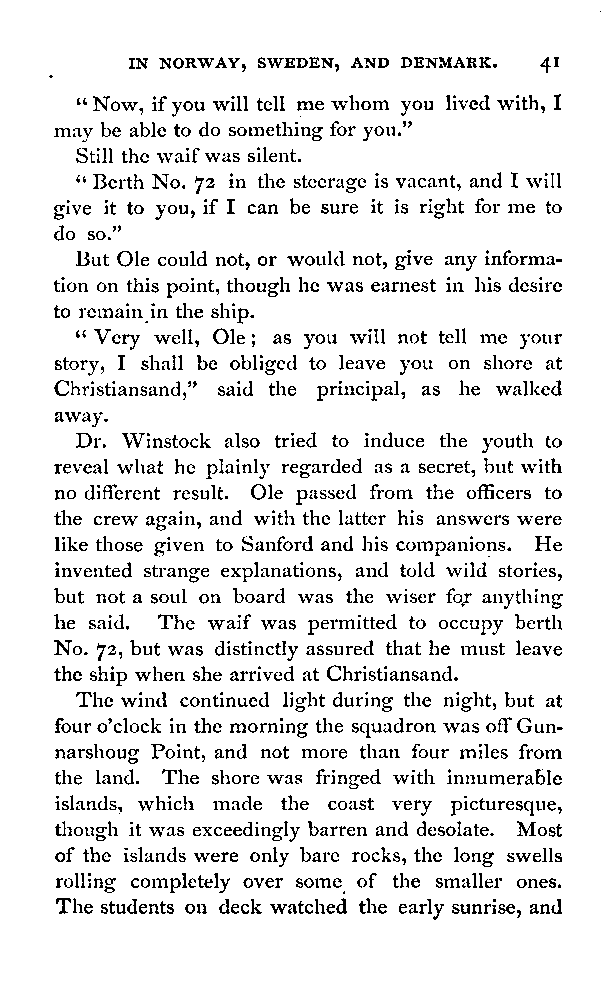 IN NORWAY, SWEDEN, AND DENMARK. 41
"Now, if you will tell me whom you lived with, I
may be able to do something for you."
Still the waif was silent.
"Berth No. 72 in the steerage is vacant, and I will
give it to you, if I can be sure it is right for me to
do so."
But Ole could not, or would not, give any informa-
tion on this point, though he was earnest in his desire
to remain in the ship.
"Very well, Ole; as you will not tell me your
story, I shall be obliged to leave you on shore at
Christiansand," said the principal, as he walked
away.
Dr. Winstock also tried to induce the youth to
reveal what he plainly regarded as a secret, but with
no different result. Ole passed from the officers to
the crew again, and with the latter his answers were
like those given to Sanford and his companions. He
invented strange explanations, and told wild stories,
but not a soul on board was the wiser for anything
he said. The waif was permitted to occupy berth
No. 72, but was distinctly assured that he must leave
the ship when she arrived at Christiansand.
The wind continued light during the night, but at
four o'clock in the morning the squadron was off Gun-
narshoug Point, and not more than four miles from
the land. The shore was fringed with innumerable
islands, which made the coast very picturesque,
though it was exceedingly barren and desolate. Most
of the islands were only bare rocks, the long swells
rolling completely over some of the smaller ones.
The students on deck watched the early sunrise, and